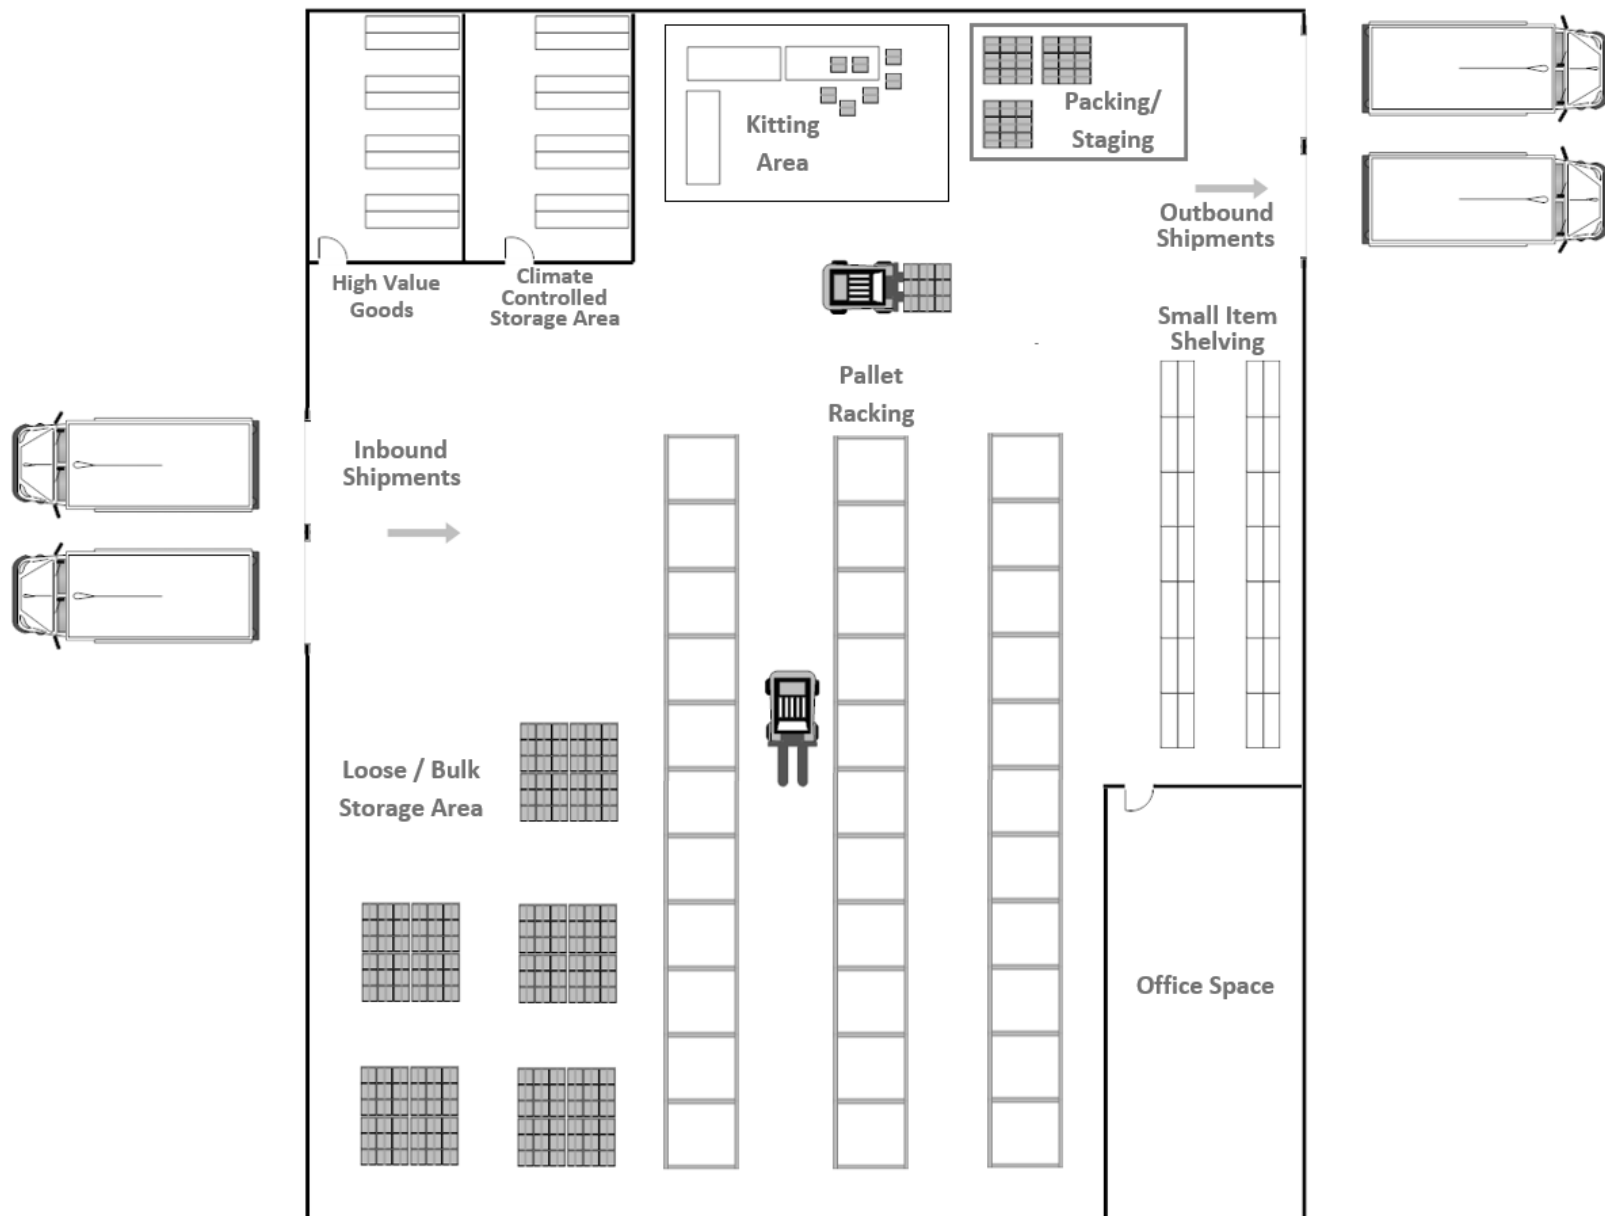 Kitting
Area
Packing/
Staging
Outbound
Shipments
High Value
Goods
Climate
Controlled
Storage Area
Small Item
Shelving
Pallet
Racking
Inbound
Shipments
Loose / Bulk
Storage Area
Office Space